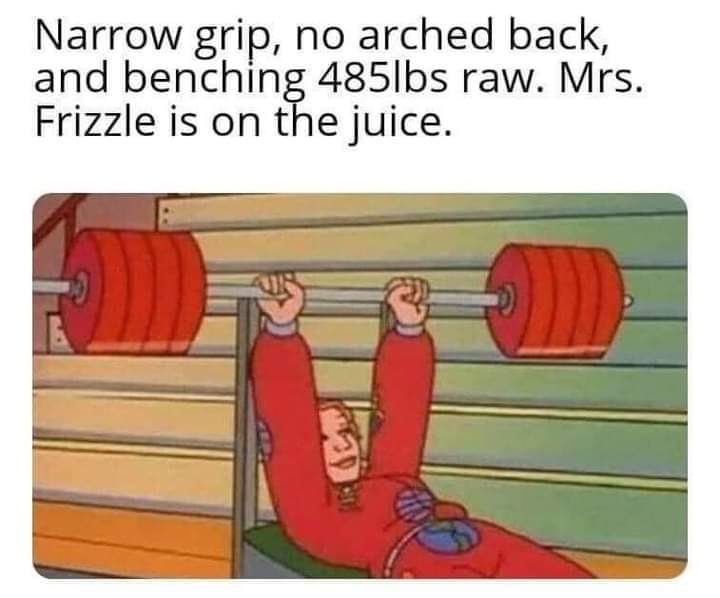 Narrow grip, no arched back,
and benching 485lbs raw. Mrs.
Frizzle is on the juice.